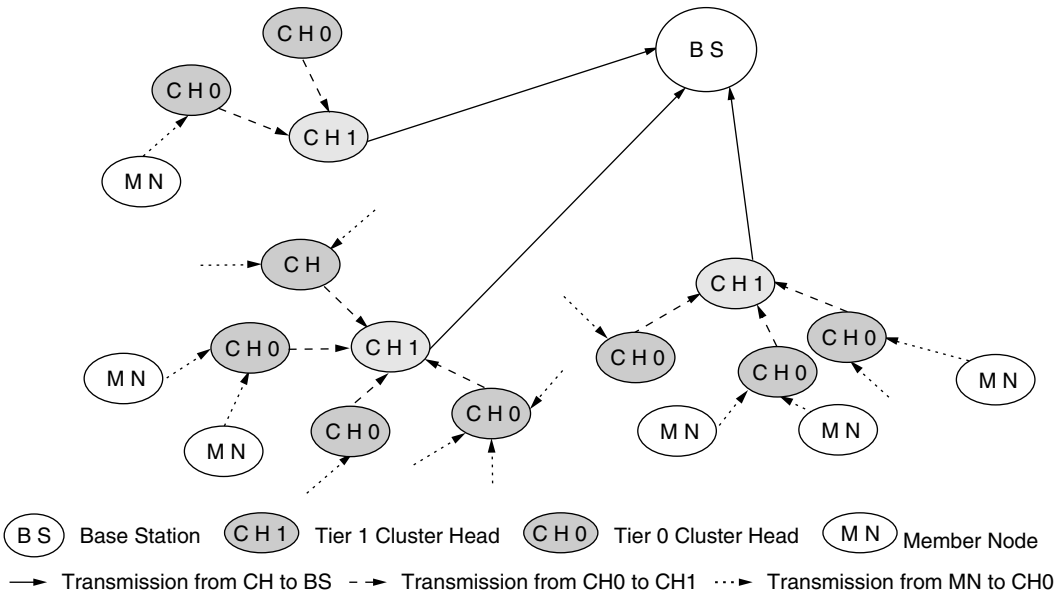 CH0
BS
CH0
CH1
MN
CH
CH1
CH0
CH0
CH1
CH0
MN
CH0
MN
MN
CH0
CH0
MN
MN
MN
BS Base Station CH1 Tier 1 Cluster Head CH0 Tier 0 Cluster Head MN Member Node
Transmission from CH to BS Transmission from CH0 to CH1 Transmission from MN to CH0